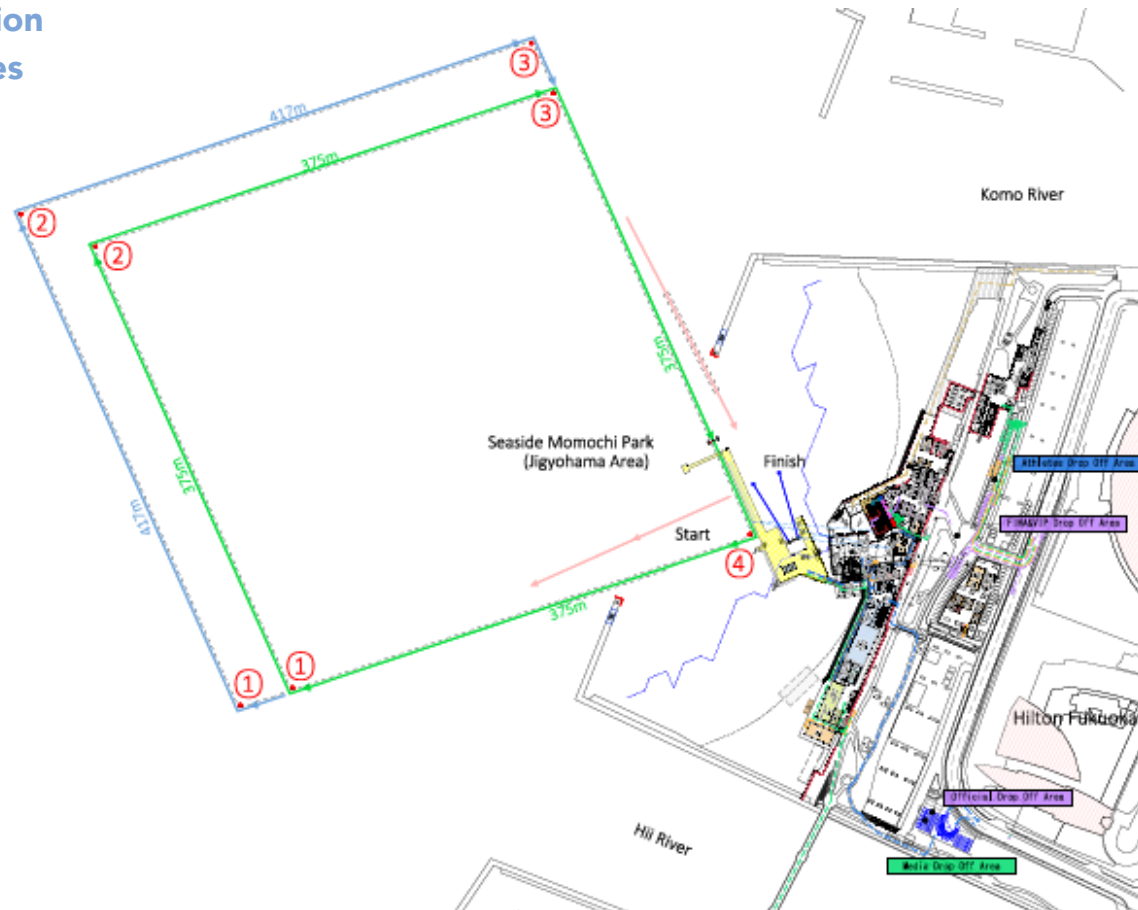 ion
es
③
③
417m
375m
②
②
Komo River
375m
Seaside Momochi Park
(Jigyohama Area)
Finish
Athletes Drop Off Area
375m
417m
Start
FINA&VIP Drop Off Area
④
375m
①
①
Hilton Fukuoka
Official Drop Off Area
Hii River
Media Drop Off Area